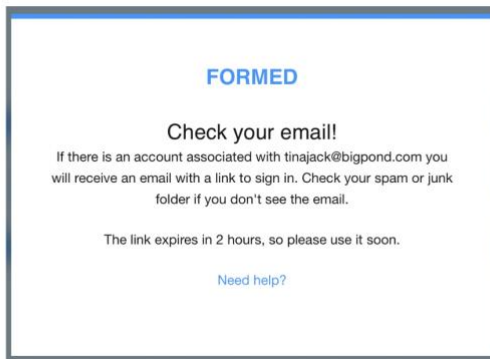 FORMED
Check your email!
If there is an account associated with tinajack@bigpond.com you
will receive an email with a link to sign in. Check your spam or junk
folder if you don't see the email.
The link expires in 2 hours, so please use it soon.
Need help?